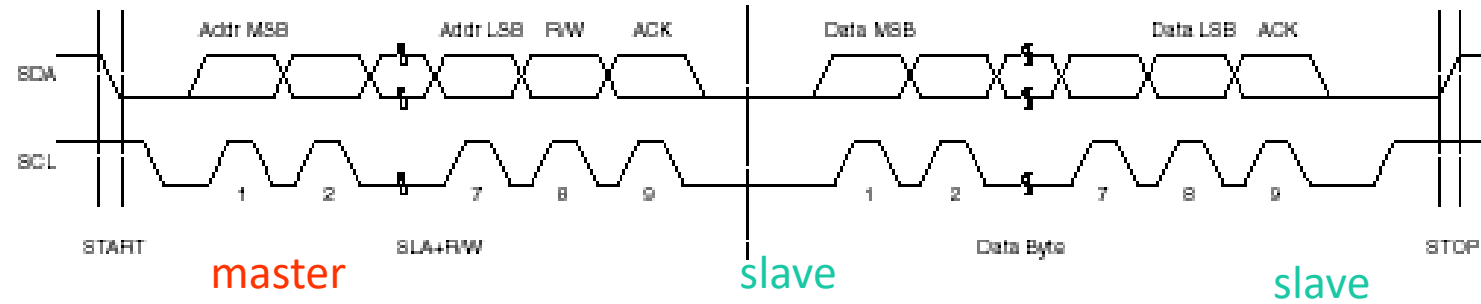 Addr MSB Addr LSB R/W ACK Data MSB Data LSB ACK
SDA
SCL
1 2 7 8 9 1 2 7 8 9
START SLA+R/W Data Byte STOP
master slave slave